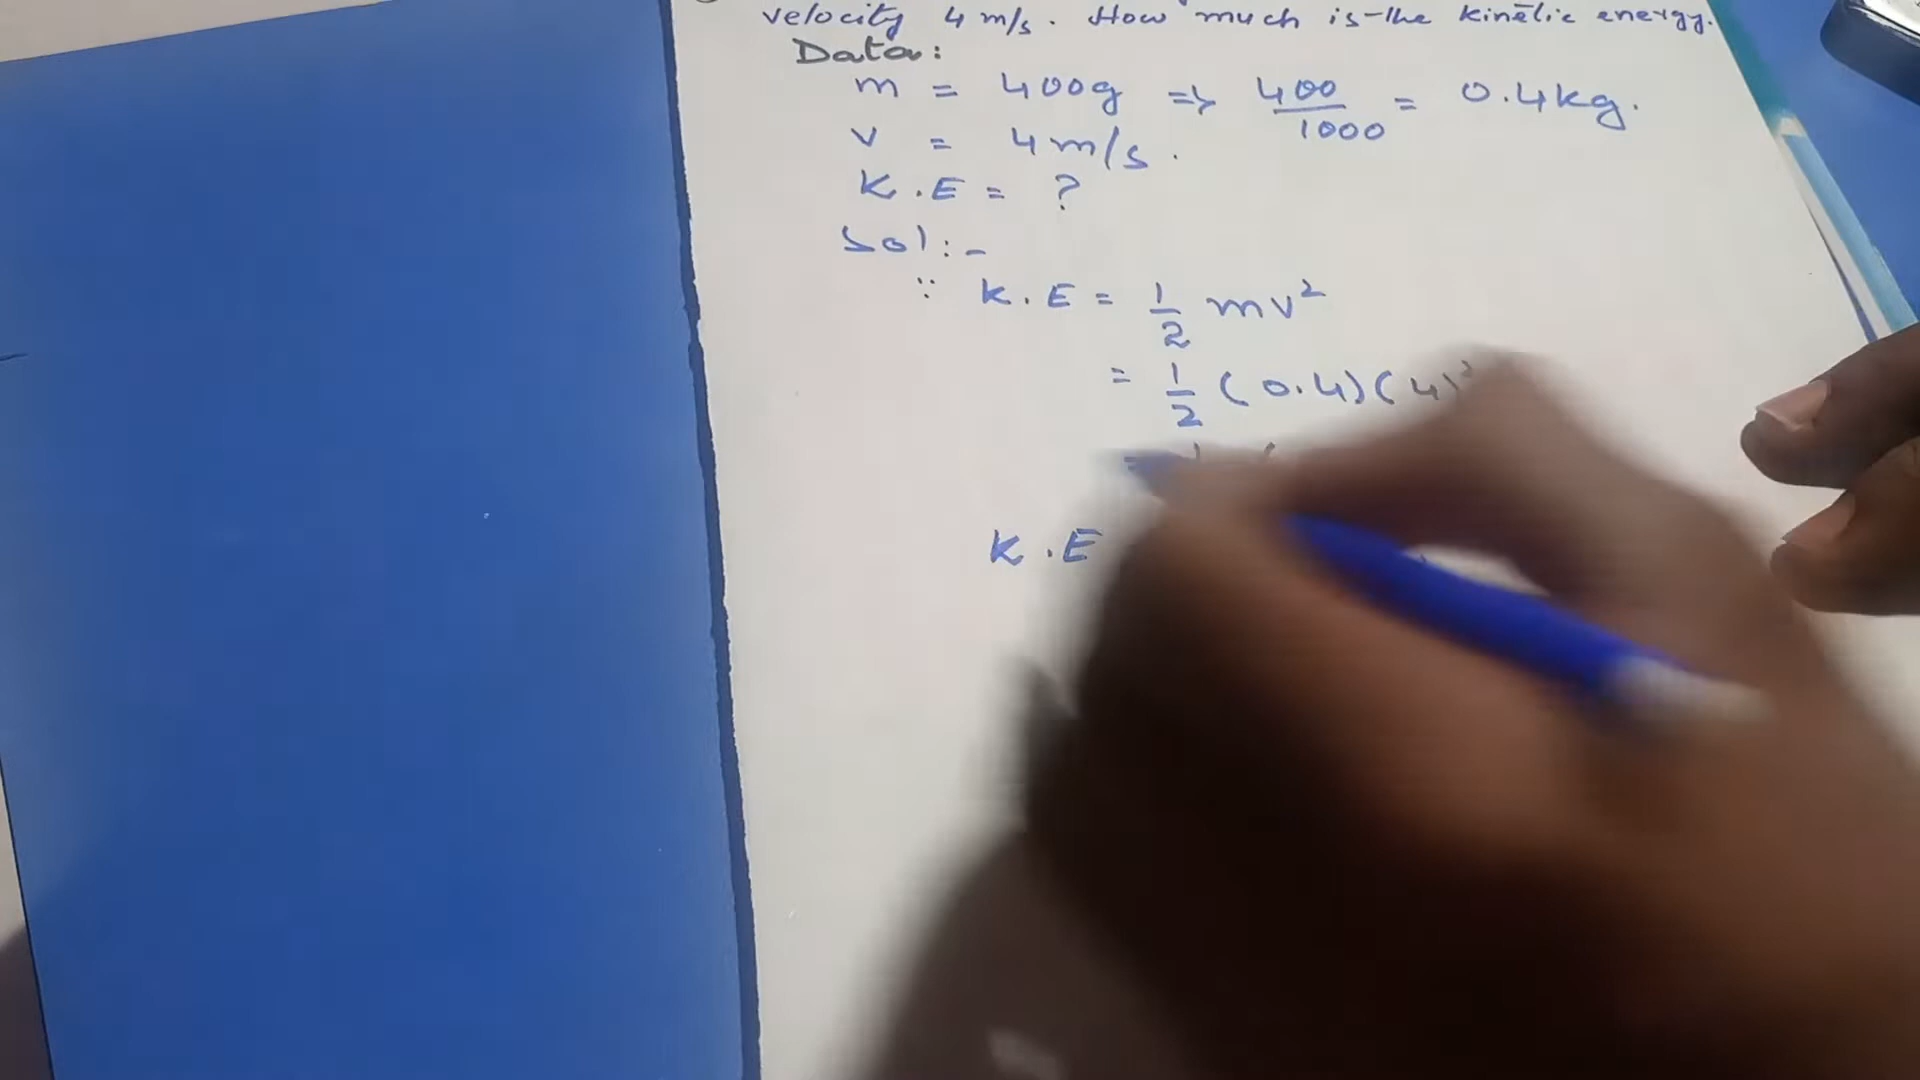 velocity 4 m/s. How much is the kinetic energy.
Data:
m = 400g => 400/1000 = 0.4kg.
v = 4m/s.
K.E = ?
Sol:-
∵ K.E = 1/2 mv²
= 1/2 (0.4)(4)²
=
K.E